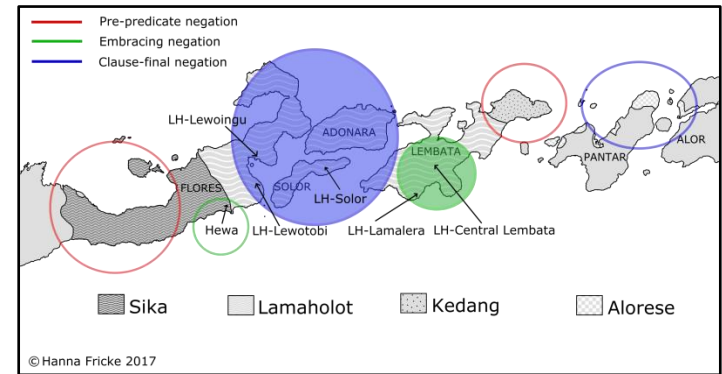 Pre-predicate negation
Embracing negation
Clause-final negation
LH-Lewoingu
ADONARA
LEMBATA
PANTAR
ALOR
FLORES
SOLOR
LH-Solor
Hewa
LH-Lewotobi
LH-Lamalera
LH-Central Lembata
Sika
Lamaholot
Kedang
Alorese
© Hanna Fricke 2017